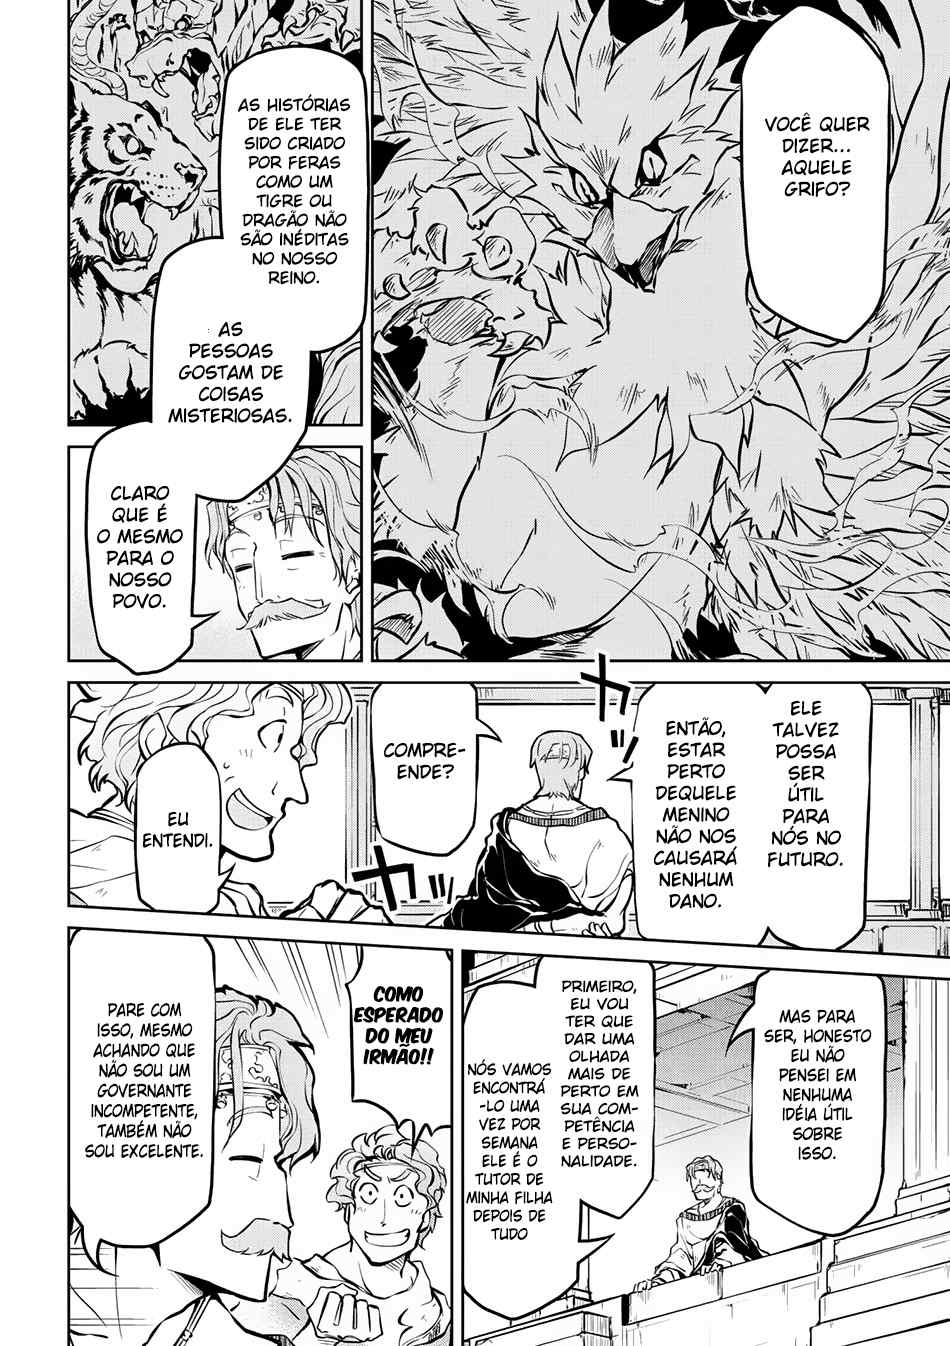 VOCÊ QUER
DIZER...
AQUELE
GRIFO?
AS HISTÓRIAS
DE ELE TER
SIDO CRIADO
POR FERAS
COMO UM
TIGRE OU
DRAGÃO NÃO
SÃO INÉDITAS
NO NOSSO
REINO.
AS
PESSOAS
GOSTAM DE
COISAS
MISTERIOSAS.
CLARO
QUE É
O MESMO
PARA O
NOSSO
POVO.
ELE
TALVEZ
POSSA
SER
ÚTIL
PARA
NÓS NO
FUTURO.
ENTÃO,
ESTAR
PERTO
DEQUELE
MENINO
NÃO NOS
CAUSARÁ
NENHUM
DANO.
COMPRE-
ENDE?
カッ
カッ
EU
ENTENDI.
MAS PARA
SER, HONESTO
EU NÃO
PENSEI EM
NENHUMA
IDÉIA ÚTIL
SOBRE
ISSO.
PRIMEIRO,
EU VOU
TER QUE
DAR UMA
OLHADA
MAIS DE
PERTO EM
SUA COM-
PETÊNCIA
E PERSO-
NALIDADE.
NÓS VAMOS
ENCONTRÁ
-LO UMA
VEZ POR
SEMANA
ELE É O
TUTOR DE
MINHA FILHA
DEPOIS DE
TUDO
COMO
ESPERADO
DO MEU
IRMÃO!!
PARE COM
ISSO, MESMO
ACHANDO QUE
NÃO SOU UM
GOVERNANTE
INCOMPETENTE,
TAMBÉM NÃO
SOU EXCELENTE.